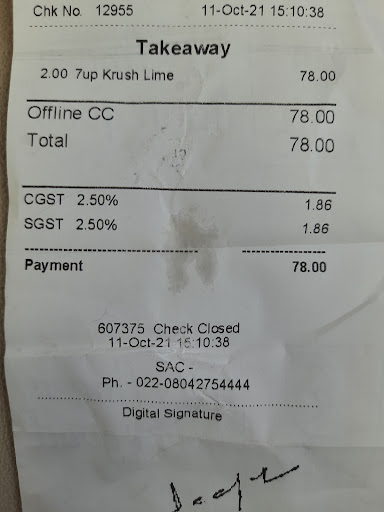 Chk No. 12955 11-Oct-21 15:10:38
Takeaway
2.00 7up Krush Lime 78.00
Offline CC 78.00
Total 78.00
CGST 2.50% 1.86
SGST 2.50% 1.86
Payment 78.00
607375 Check Closed
11-Oct-21 15:10:38
SAC -
Ph. - 022-08042754444
Digital Signature